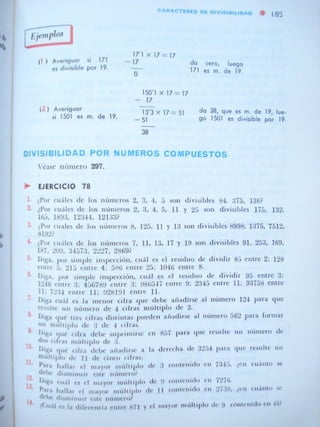 CARACTERES DE DIVISIBILIDAD 185
Ejemplos
(1) Averiguar si 171
es divisible por 19.
17'1 X 17 = 17
— 17
0
da cero, luego
171 es m. de 19.
(2) Averiguar
si 1501 es m. de 19.
150'1 X 17 = 17
— 17
13'3 X 17 = 51
— 51
38
da 38, que es m. de 19, lue-
go 1501 es divisible por 19.
DIVISIBILIDAD POR NUMEROS COMPUESTOS
Véase número 297.
EJERCICIO 78
1. ¿Por cuáles de los números 2, 3, 4, 5 son divisibles 84, 375, 136?
2. ¿Por cuáles de los números 2, 3, 4, 5, 11 y 25 son divisibles 175, 132,
165, 1893, 12344, 12133?
3. ¿Por cuales de los números 8, 125, 11 y 13 son divisibles 8998, 1375, 7512,
8192?
4. ¿Por cuáles de los números 7, 11, 13, 17 y 19 son divisibles 91, 253, 169,
187, 209, 34573, 2227, 2869?
5. Diga, por simple inspección, cuál es el residuo de dividir 85 entre 2; 128
entre 5; 215 entre 4; 586 entre 25; 1046 entre 8.
6. Diga, por simple inspección, cuál es el residuo de dividir 95 entre 3;
1246 entre 3; 456789 entre 3; 986547 entre 9; 2345 entre 11; 93758 entre
11; 7234 entre 11; 928191 entre 11.
7. Diga cuál es la menor cifra que debe añadirse al número 124 para que
resulte un número de 4 cifras múltiplo de 3.
8. Diga qué tres cifras distintas pueden añadirse al número 562 para formar
un múltiplo de 3 de 4 cifras.
9. Diga qué cifra debe suprimirse en 857 para que resulte un número de
dos cifras múltiplo de 3.
10. Diga qué cifra debe añadirse a la derecha de 3254 para que resulte un
múltiplo de 11 de cinco cifras.
11. Para hallar el mayor múltiplo de 3 contenido en 7345, ¿en cuánto se
debe disminuir este número?
12. Diga cuál es el mayor múltiplo de 9 contenido en 7276.
13. Para hallar el mayor múltiplo de 11 contenido en 2738, ¿en cuánto se
debe disminuir este número?
14. ¿Cuál es la diferencia entre 871 y el mayor múltiplo de 9 contenido en él?